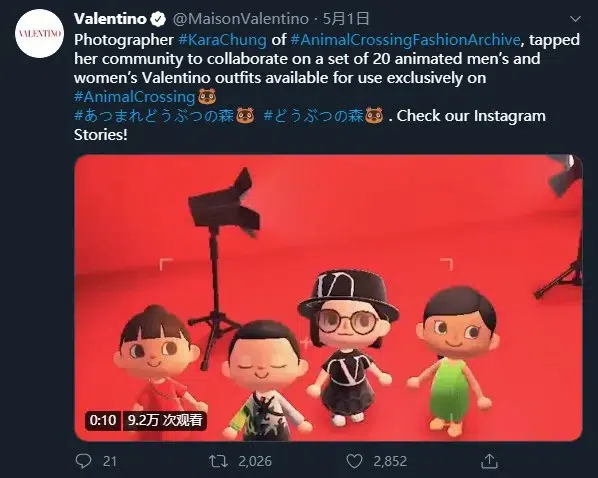 VALENTINO
Valentino @MaisonValentino · 5月1日
Photographer #KaraChung of #AnimalCrossingFashionArchive, tapped
her community to collaborate on a set of 20 animated men's and
women's Valentino outfits available for use exclusively on
#AnimalCrossing
#あつまれどうぶつの森 #どうぶつの森 . Check our Instagram
Stories!
V
V
0:10 9.2万 次观看
21 2,026 2,852